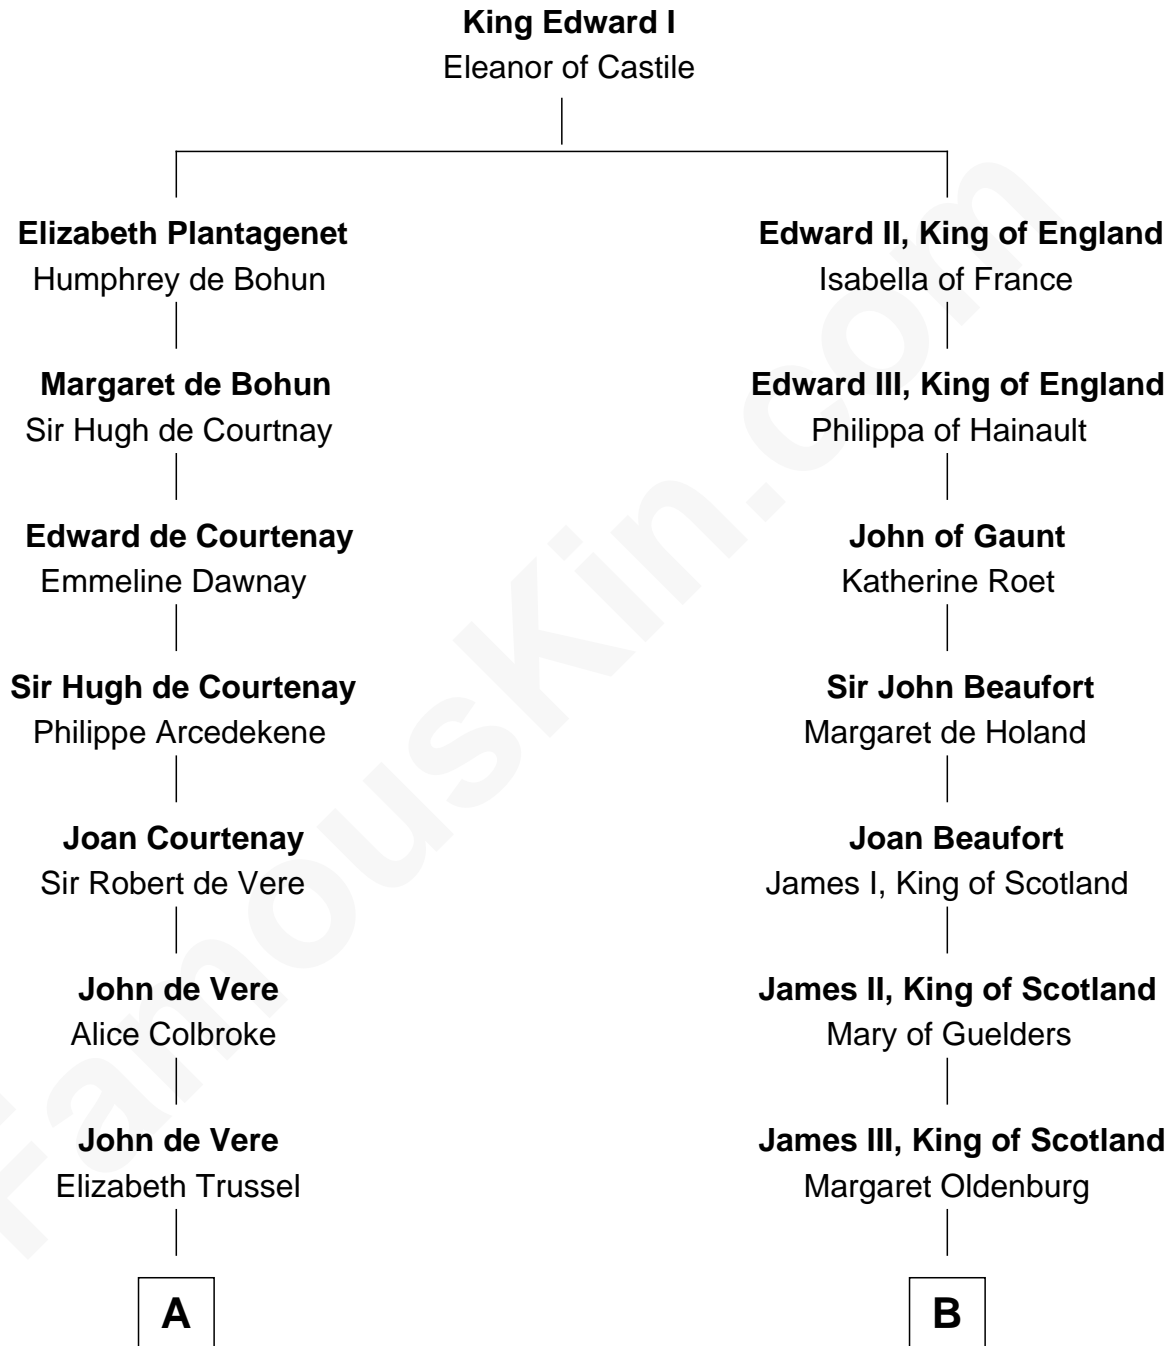 King Edward I
Eleanor of Castile
Elizabeth Plantagenet
Humphrey de Bohun
Margaret de Bohun
Sir Hugh de Courtnay
Edward de Courtenay
Emmeline Dawnay
Sir Hugh de Courtenay
Philippe Arcedekene
Joan Courtenay
Sir Robert de Vere
John de Vere
Alice Colbroke
John de Vere
Elizabeth Trussel
A
Edward II, King of England
Isabella of France
Edward III, King of England
Philippa of Hainault
John of Gaunt
Katherine Roet
Sir John Beaufort
Margaret de Holand
Joan Beaufort
James I, King of Scotland
James II, King of Scotland
Mary of Guelders
James III, King of Scotland
Margaret Oldenburg
B
FamousKin.com